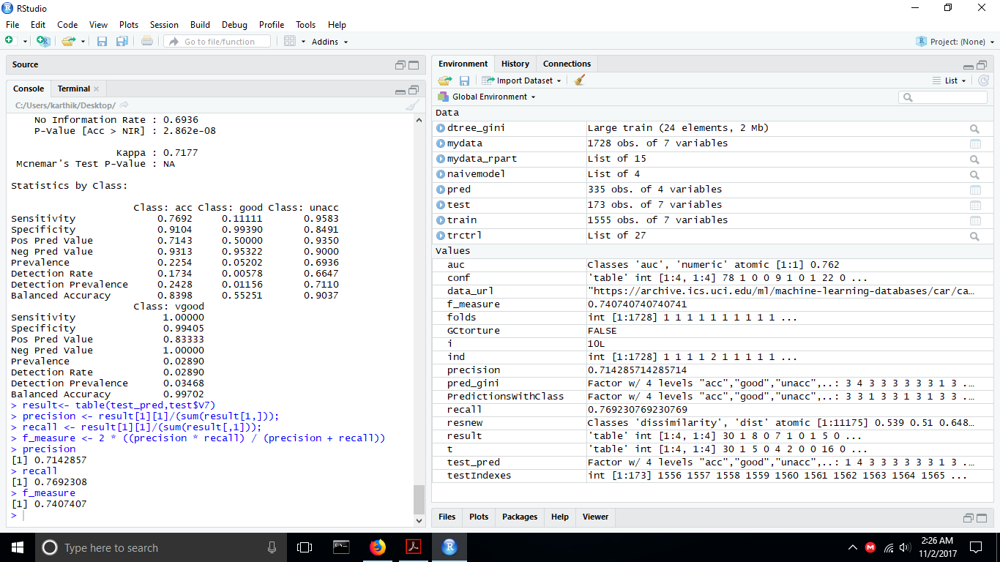 RStudio
File Edit Code View Plots Session Build Debug Profile Tools Help
Go to file/function Addins Project: (None)
Source
Console Terminal
C:/Users/karthik/Desktop/
No Information Rate : 0.6936
P-Value [Acc > NIR] : 2.862e-08
Kappa : 0.7177
Mcnemar's Test P-Value : NA
Statistics by Class:
Class: acc Class: good Class: unacc
Sensitivity 0.7692 0.11111 0.9583
Specificity 0.9104 0.99390 0.8491
Pos Pred Value 0.7143 0.50000 0.9350
Neg Pred Value 0.9313 0.95322 0.9000
Prevalence 0.2254 0.05202 0.6936
Detection Rate 0.1734 0.00578 0.6647
Detection Prevalence 0.2428 0.01156 0.7110
Balanced Accuracy 0.8398 0.55251 0.9037
Class: vgood
Sensitivity 1.00000
Specificity 0.99405
Pos Pred Value 0.83333
Neg Pred Value 1.00000
Prevalence 0.02890
Detection Rate 0.02890
Detection Prevalence 0.03468
Balanced Accuracy 0.99702
> result<- table(test_pred,test$V7)
> precision <- result[1][1]/(sum(result[1,]));
> recall <- result[1][1]/(sum(result[,1]));
> f_measure <- 2 * ((precision * recall) / (precision + recall))
> precision
[1] 0.7142857
> recall
[1] 0.7692308
> f_measure
[1] 0.7407407
>
Environment History Connections
Import Dataset List
Global Environment
Data
dtree_gini Large train (24 elements, 2 Mb)
mydata 1728 obs. of 7 variables
mydata_rpart List of 15
naivemodel List of 4
pred 335 obs. of 4 variables
test 173 obs. of 7 variables
train 1555 obs. of 7 variables
trctrl List of 27
Values
auc Classes 'auc', 'numeric' atomic [1:1] 0.762
conf 'table' int [1:4, 1:4] 78 1 0 0 9 1 0 1 22 0 ...
data_url "https://archive.ics.uci.edu/ml/machine-learning-databases/car/ca…
f_measure 0.740740740740741
folds int [1:1728] 1 1 1 1 1 1 1 1 1 1 ...
GCtorture FALSE
i 10L
ind int [1:1728] 1 1 1 1 2 1 1 1 1 1 ...
precision 0.714285714285714
pred_gini Factor w/ 4 levels "acc","good","unacc",..: 3 4 3 3 3 3 3 3 1 3 .…
PredictionsWithClass Factor w/ 4 levels "acc","good","unacc",..: 3 3 1 3 3 1 3 1 3 3 .…
recall 0.769230769230769
resnew Classes 'dissimilarity', 'dist' atomic [1:11175] 0.539 0.51 0.648…
result 'table' int [1:4, 1:4] 30 1 8 0 7 1 0 1 5 0 ...
t 'table' int [1:4, 1:4] 30 1 5 0 4 2 0 0 16 0 ...
test_pred Factor w/ 4 levels "acc","good","unacc",..: 1 4 3 3 3 3 3 3 1 3 .…
testIndexes int [1:173] 1556 1557 1558 1559 1560 1561 1562 1563 1564 1565 ...
Files Plots Packages Help Viewer
Type here to search
2:26 AM
11/2/2017